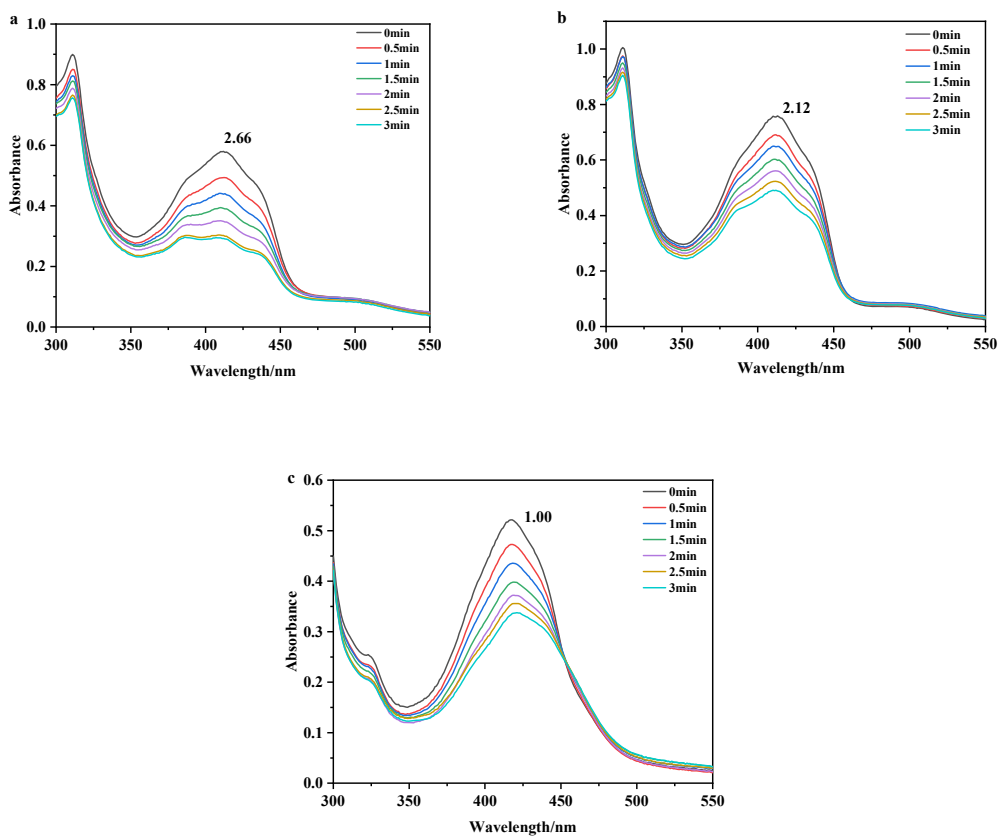 a
1.0
0.8
0.6
0.4
0.2
0.0
Absorbance
2.66
0min
0.5min
1min
1.5min
2min
2.5min
3min
300 350 400 450 500 550
Wavelength/nm
b
1.0
0.8
0.6
0.4
0.2
0.0
Absorbance
2.12
0min
0.5min
1min
1.5min
2min
2.5min
3min
300 350 400 450 500 550
Wavelength/nm
c
0.6
0.5
0.4
0.3
0.2
0.1
0.0
Absorbance
1.00
0min
0.5min
1min
1.5min
2min
2.5min
3min
300 350 400 450 500 550
Wavelength/nm